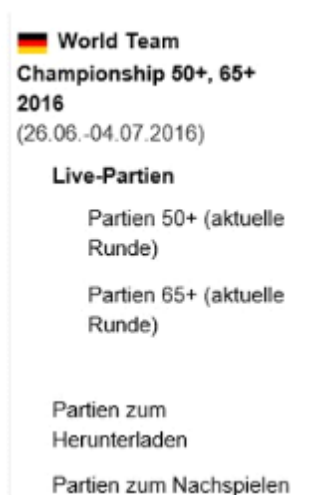 World Team
Championship 50+, 65+
2016
(26.06.-04.07.2016)
Live-Partien
Partien 50+ (aktuelle
Runde)
Partien 65+ (aktuelle
Runde)
Partien zum
Herunterladen
Partien zum Nachspielen